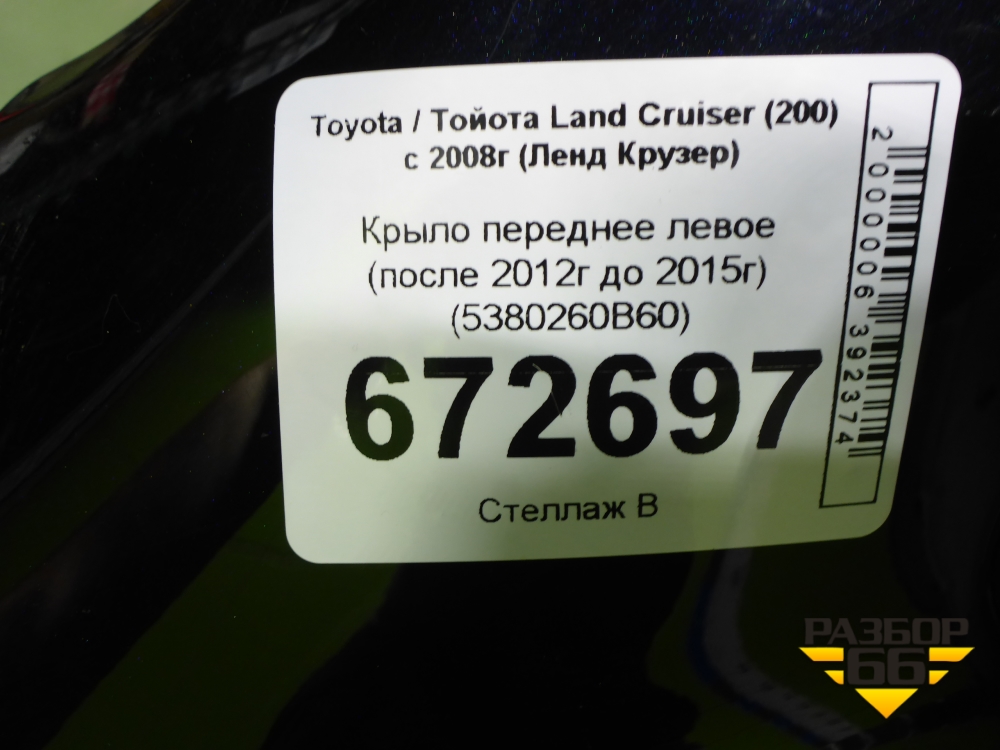 Toyota / Тойота Land Cruiser (200)
с 2008г (Ленд Крузер)
Крыло переднее левое
(после 2012г до 2015г)
(5380260B60)
672697
Стеллаж В
2000006392374
РАЗБОР
66